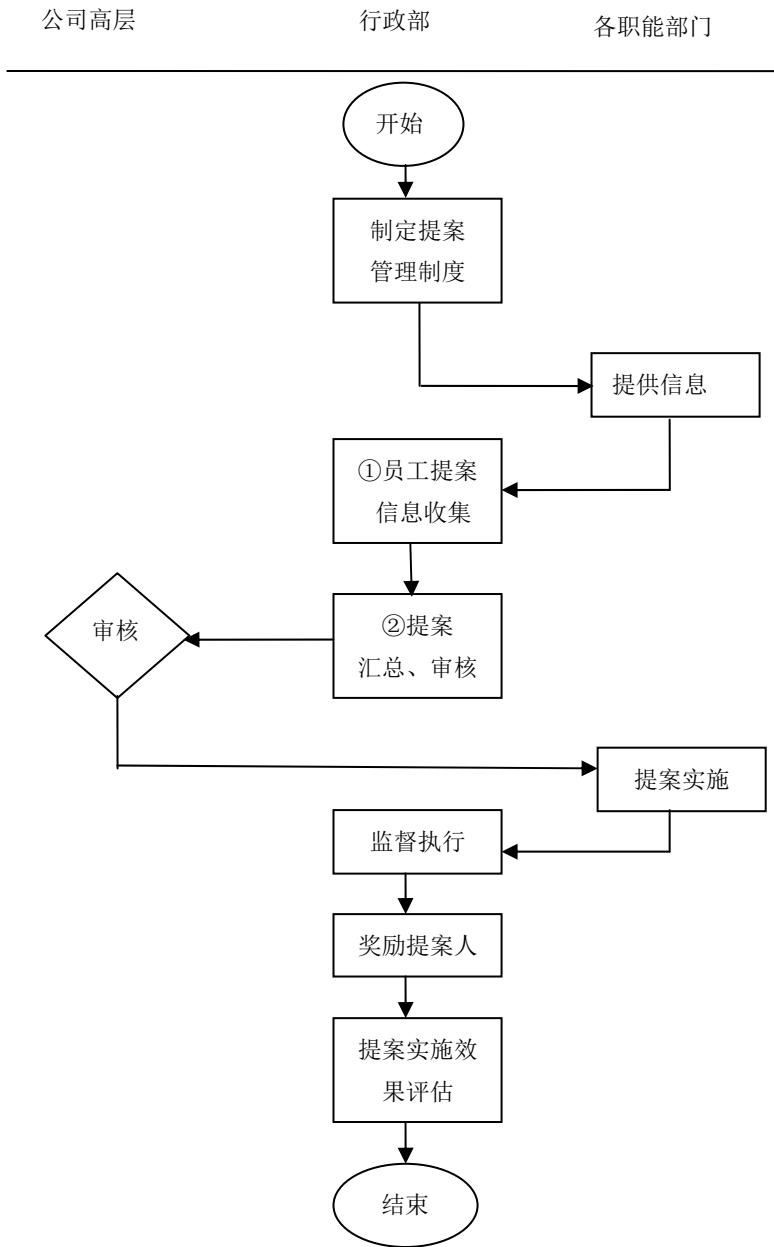 公司高层
行政部
各职能部门
开始
制定提案
管理制度
提供信息
①员工提案
信息收集
②提案
汇总、审核
审核
提案实施
监督执行
奖励提案人
提案实施效
果评估
结束